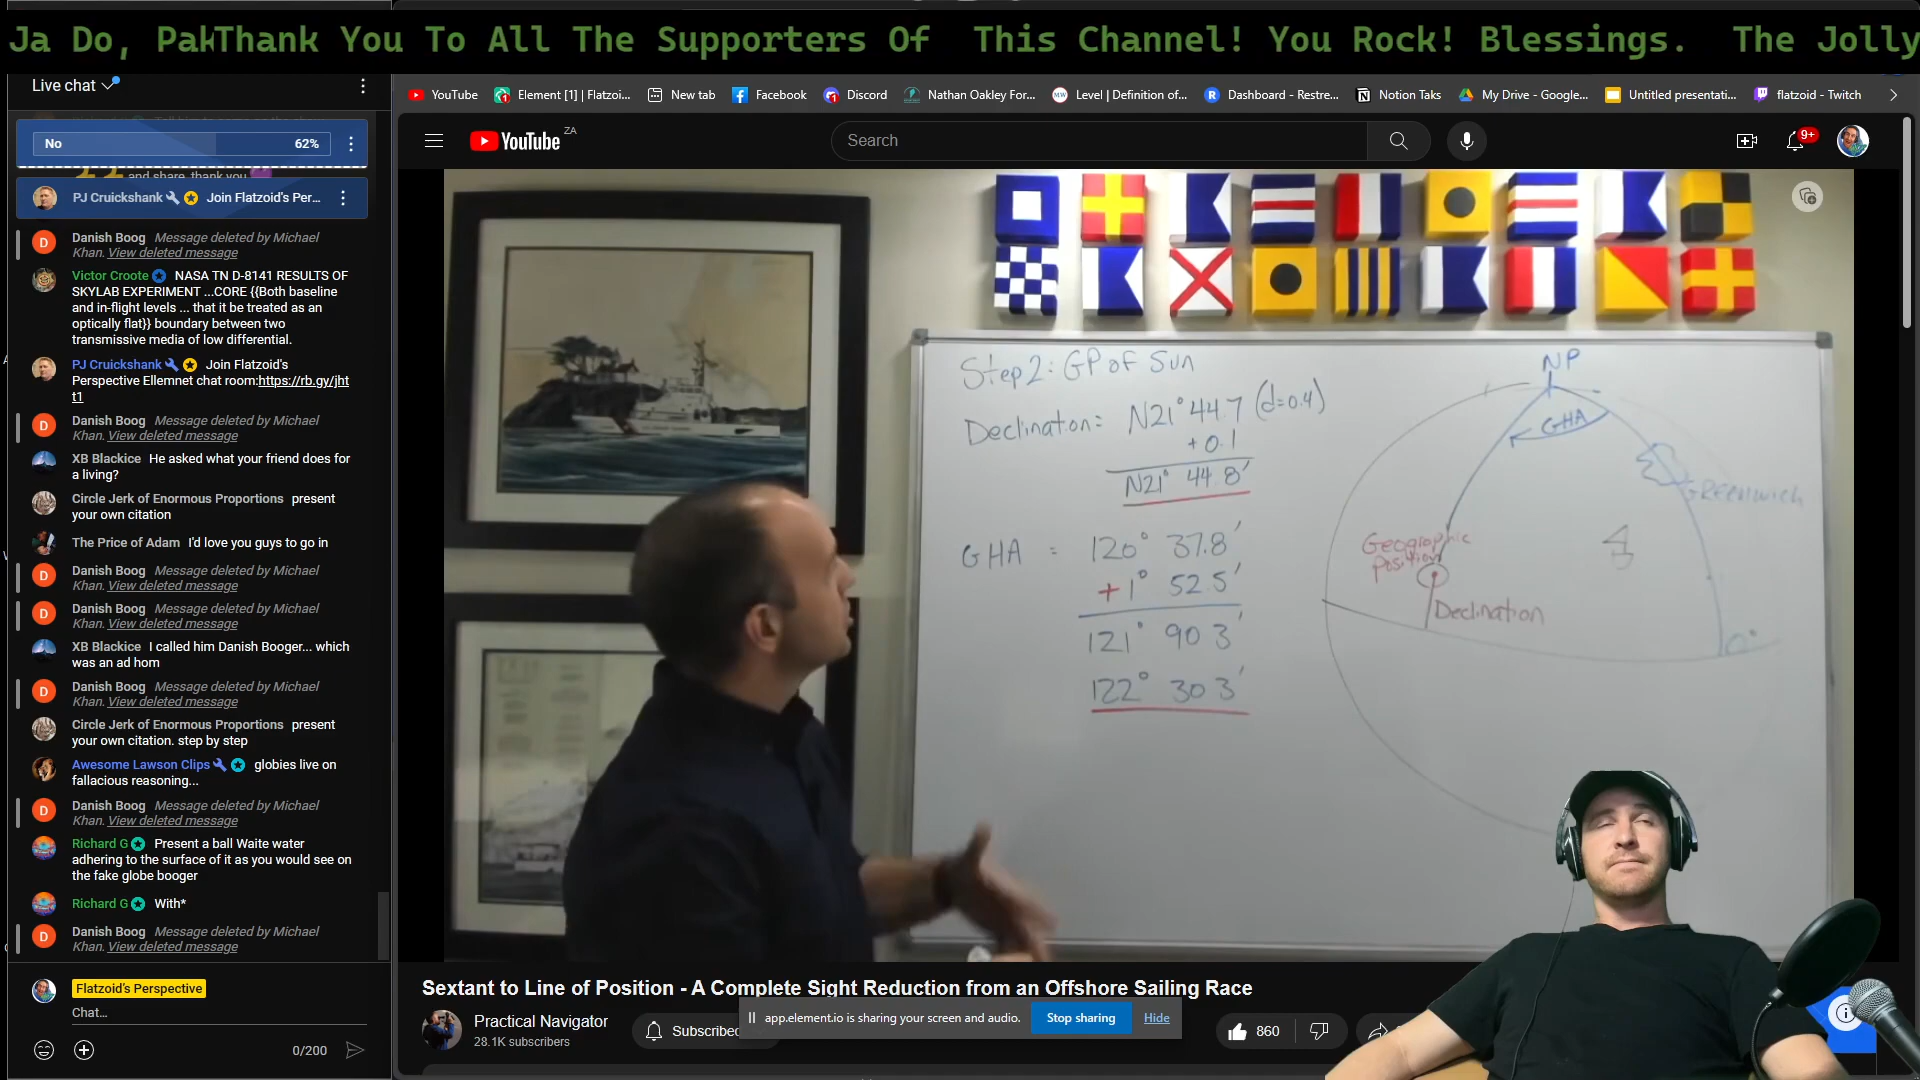 Ja Do, PakThank You To All The Supporters Of This Channel! You Rock! Blessings. The Jolly
Live chat
No 62%
and share, thank you
PJ Cruickshank Join Flatzoid's Per...
Danish Boog Message deleted by Michael
Khan. View deleted message
Victor Croote NASA TN D-8141 RESULTS OF
SKYLAB EXPERIMENT ...CORE {{Both baseline
and in-flight levels ... that it be treated as an
optically flat}} boundary between two
transmissive media of low differential.
PJ Cruickshank Join Flatzoid's
Perspective Ellemnet chat room:https://rb.gy/jht
t1
Danish Boog Message deleted by Michael
Khan. View deleted message
XB Blackice He asked what your friend does for
a living?
Circle Jerk of Enormous Proportions present
your own citation
The Price of Adam I'd love you guys to go in
Danish Boog Message deleted by Michael
Khan. View deleted message
Danish Boog Message deleted by Michael
Khan. View deleted message
XB Blackice I called him Danish Booger... which
was an ad hom
Danish Boog Message deleted by Michael
Khan. View deleted message
Circle Jerk of Enormous Proportions present
your own citation. step by step
Awesome Lawson Clips globies live on
fallacious reasoning...
Danish Boog Message deleted by Michael
Khan. View deleted message
Richard G Present a ball Waite water
adhering to the surface of it as you would see on
the fake globe booger
Richard G With*
Danish Boog Message deleted by Michael
Khan. View deleted message
Flatzoid's Perspective
Chat...
0/200
YouTube Element [1] | Flatzoi... New tab Facebook Discord Nathan Oakley For... Level | Definition of... Dashboard - Restre... Notion Taks My Drive - Google... Untitled presentati... flatzoid - Twitch
YouTube ZA
Search
9+
Step 2: GP of Sun
Declination: N21° 44.7 (d=0.4)
+ 0.1
N21° 44.8'
GHA = 120° 37.8'
+ 1° 52.5'
121° 90 3'
122° 30 3'
NP
GHA
Greenwich
Geographic
Position
Declination
0°
Sextant to Line of Position - A Complete Sight Reduction from an Offshore Sailing Race
Practical Navigator
28.1K subscribers
Subscribed
app.element.io is sharing your screen and audio. Stop sharing Hide
860